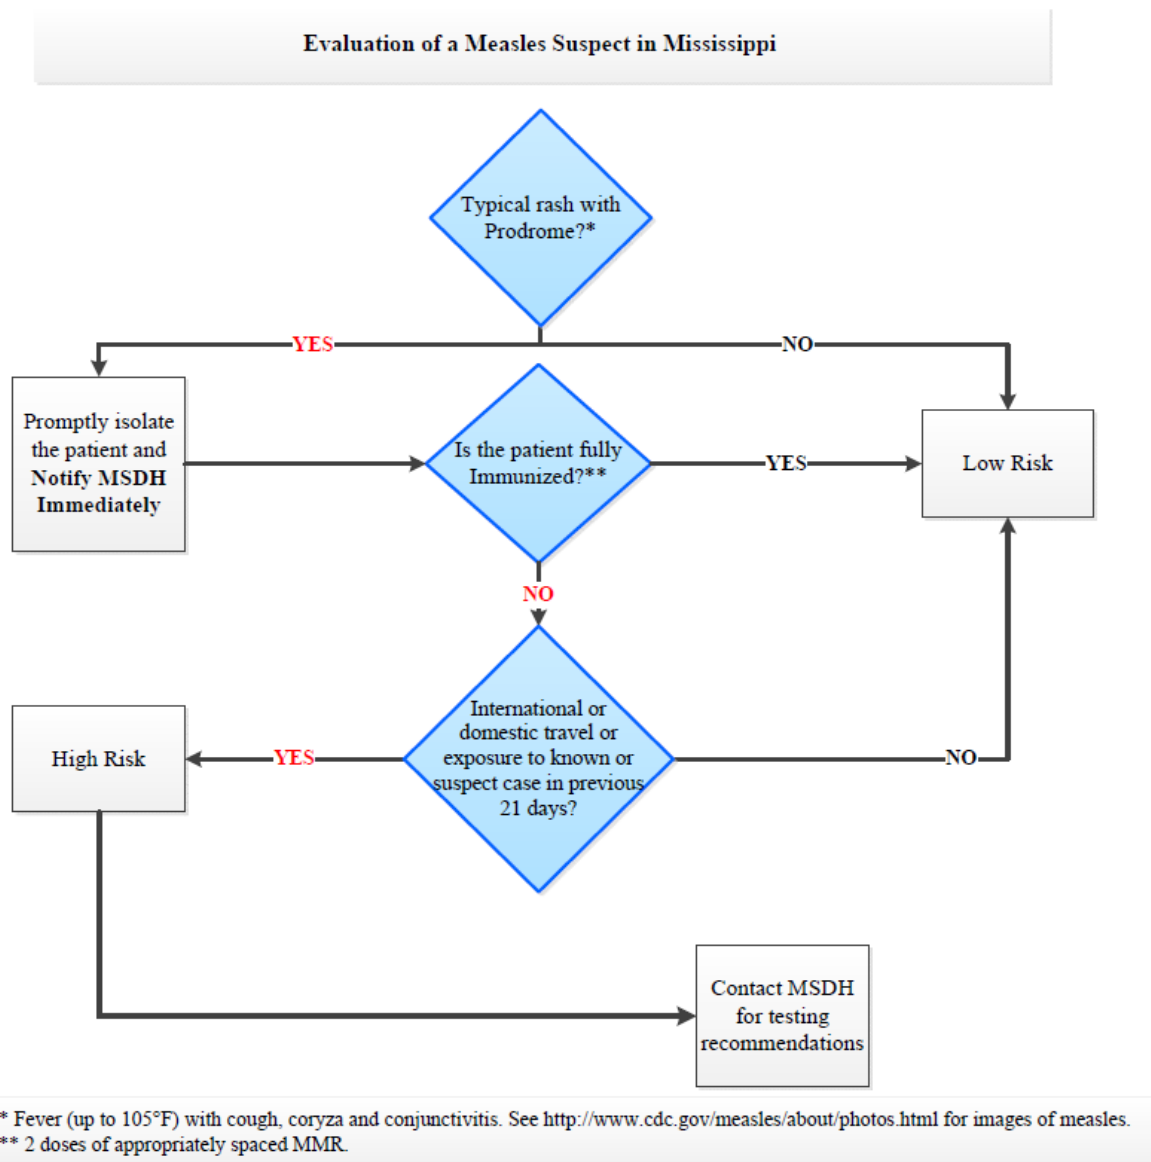 Evaluation of a Measles Suspect in Mississippi
Typical rash with
Prodrome?*
YES
NO
Promptly isolate
the patient and
Notify MSDH
Immediately
Is the patient fully
Immunized?**
YES
Low Risk
NO
International or
domestic travel or
exposure to known or
suspect case in previous
21 days?
High Risk
YES
NO
Contact MSDH
for testing
recommendations
* Fever (up to 105°F) with cough, coryza and conjunctivitis. See http://www.cdc.gov/measles/about/photos.html for images of measles.
** 2 doses of appropriately spaced MMR.